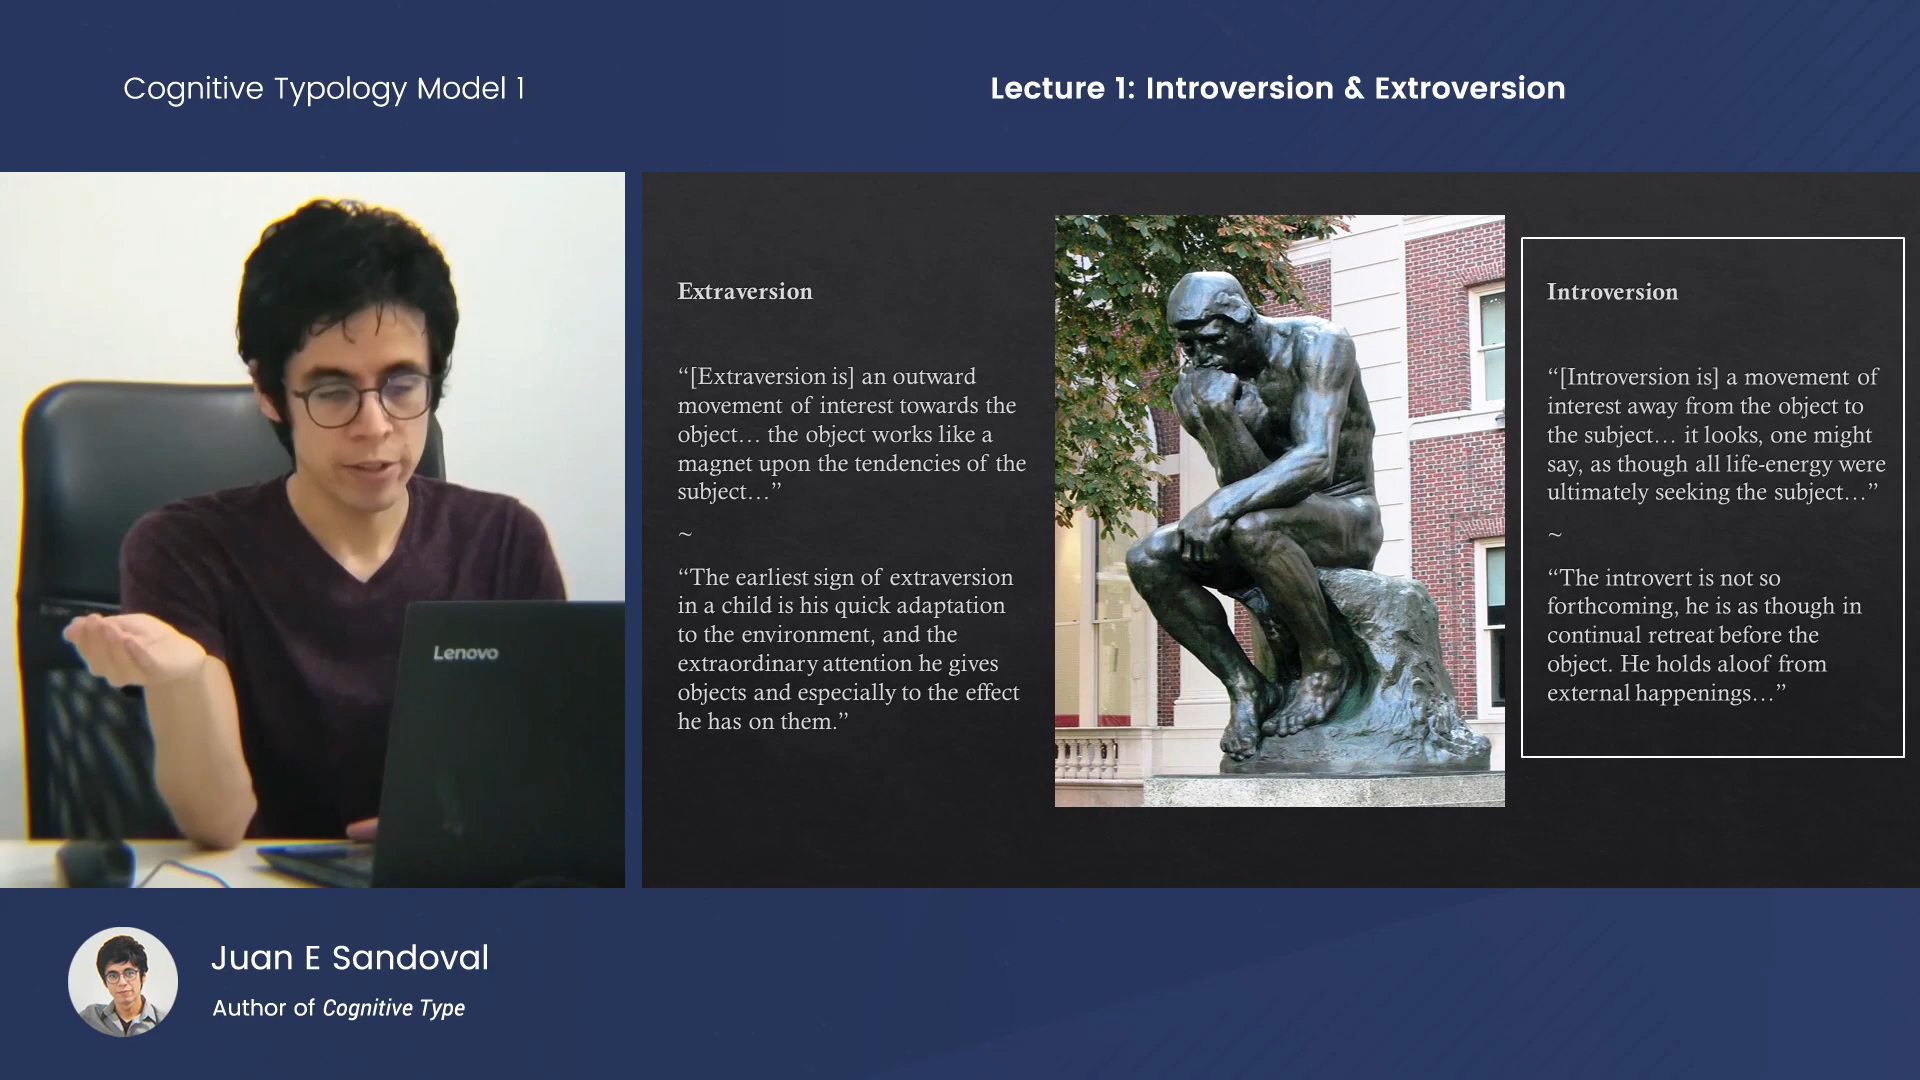 Cognitive Typology Model 1
Lecture 1: Introversion & Extroversion
Lenovo
Extraversion
“[Extraversion is] an outward
movement of interest towards the
object… the object works like a
magnet upon the tendencies of the
subject…”
~
“The earliest sign of extraversion
in a child is his quick adaptation
to the environment, and the
extraordinary attention he gives
objects and especially to the effect
he has on them.”
Introversion
“[Introversion is] a movement of
interest away from the object to
the subject… it looks, one might
say, as though all life-energy were
ultimately seeking the subject…”
~
“The introvert is not so
forthcoming, he is as though in
continual retreat before the
object. He holds aloof from
external happenings…”
Juan E Sandoval
Author of Cognitive Type